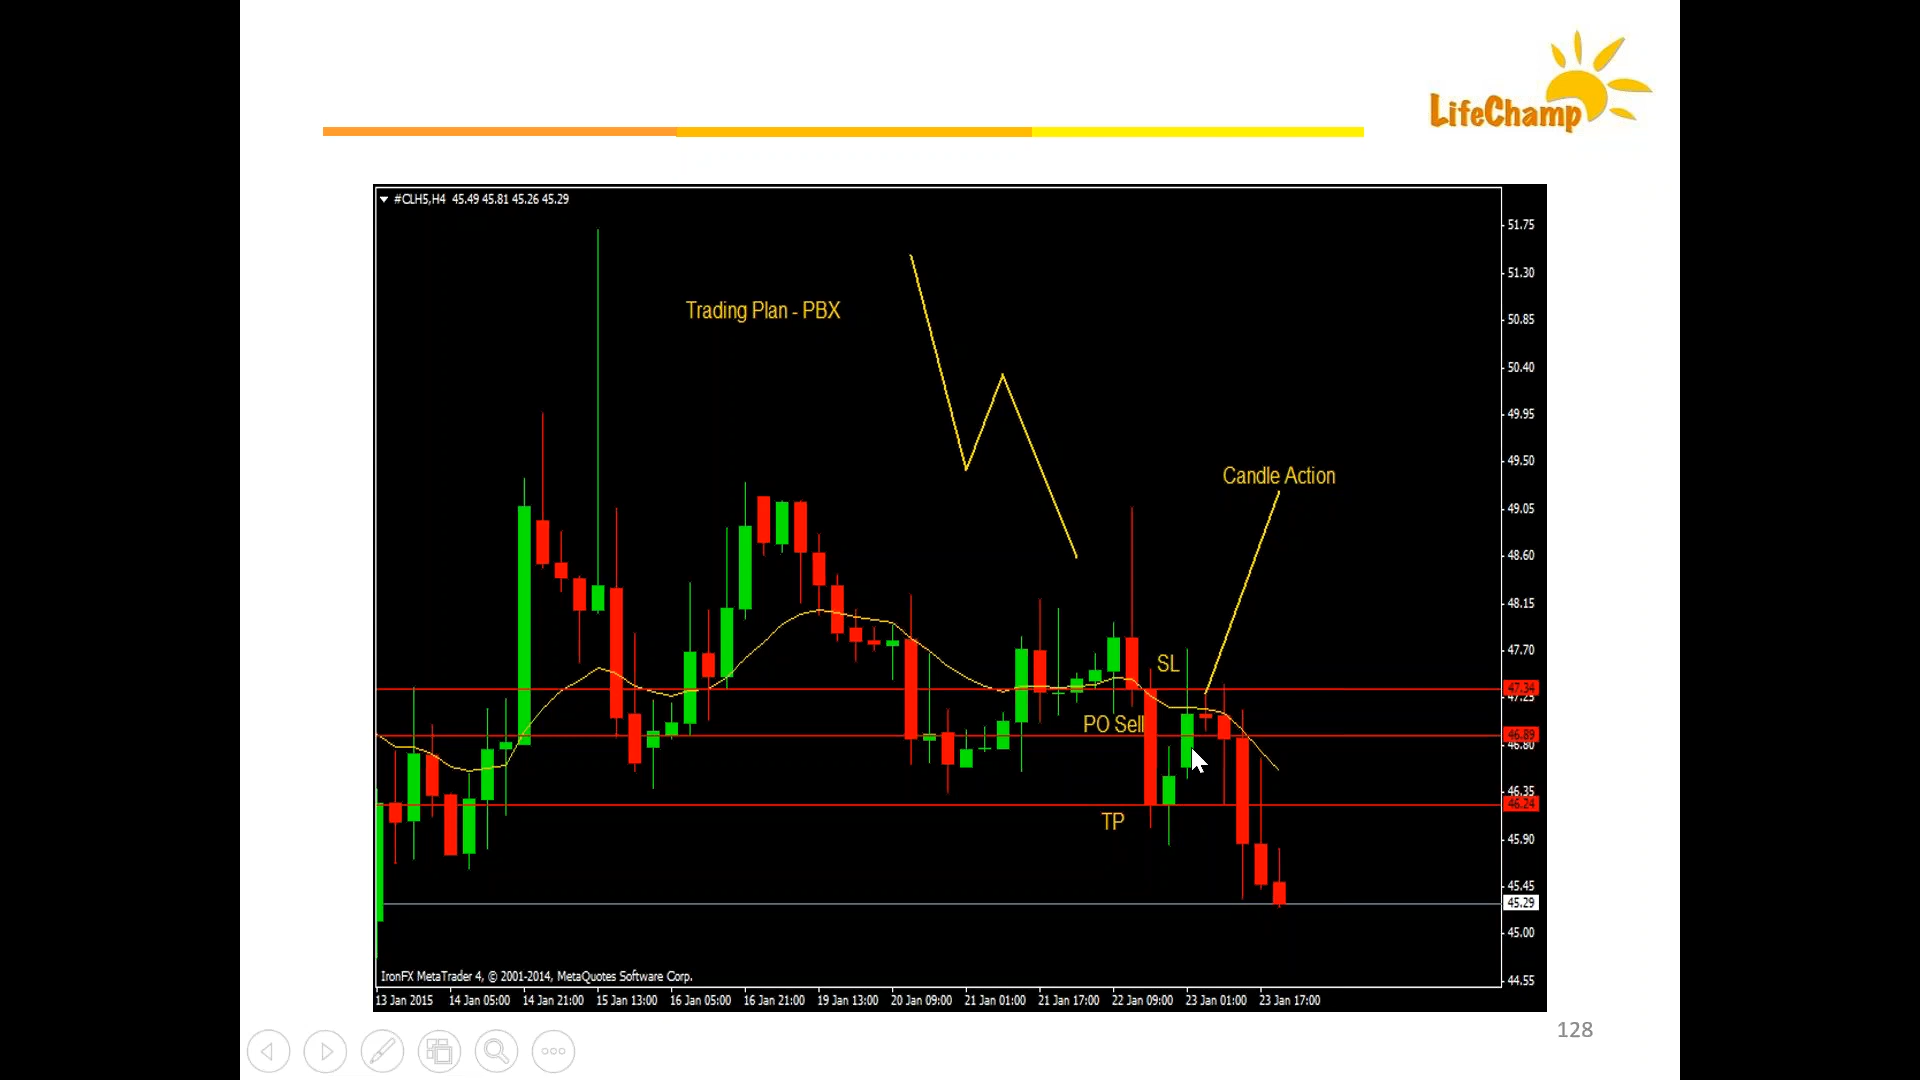 LifeChamp
#CLH5,H4 45.49 45.81 45.26 45.29
51.75
51.30
Trading Plan - PBX
50.85
50.40
49.95
Candle Action
49.50
49.05
48.60
48.15
SL
47.70
47.34
47.25
PO Sell
46.89
46.80
46.35
46.24
TP
45.90
45.45
45.29
45.00
IronFX MetaTrader 4, © 2001-2014, MetaQuotes Software Corp.
44.55
13 Jan 2015 14 Jan 05:00 14 Jan 21:00 15 Jan 13:00 16 Jan 05:00 16 Jan 21:00 19 Jan 13:00 20 Jan 09:00 21 Jan 01:00 21 Jan 17:00 22 Jan 09:00 23 Jan 01:00 23 Jan 17:00
128